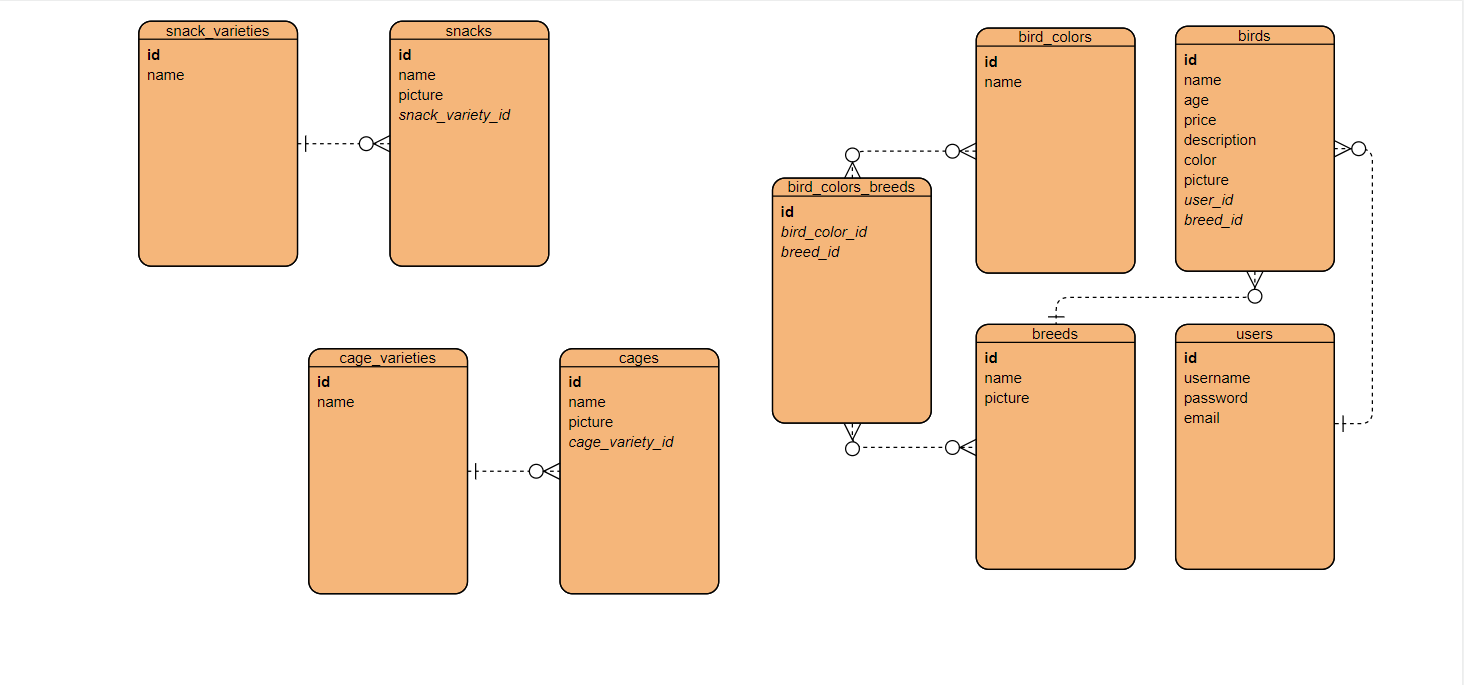 snack_varieties
id
name
snacks
id
name
picture
snack_variety_id
bird_colors
id
name
birds
id
name
age
price
description
color
picture
user_id
breed_id
bird_colors_breeds
id
bird_color_id
breed_id
cage_varieties
id
name
cages
id
name
picture
cage_variety_id
breeds
id
name
picture
users
id
username
password
email